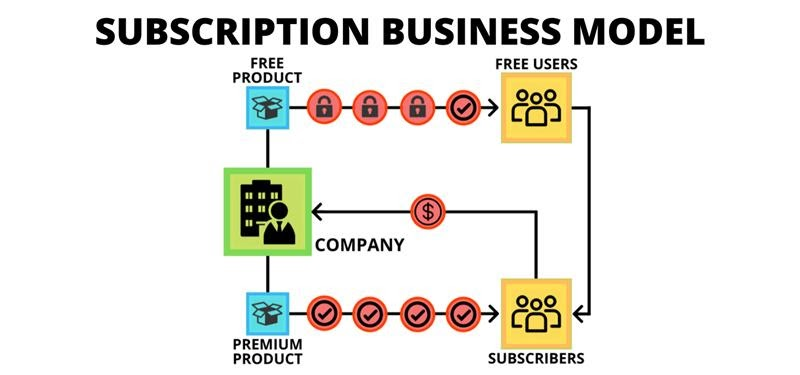 SUBSCRIPTION BUSINESS MODEL
FREE
PRODUCT
FREE USERS
$
COMPANY
PREMIUM
PRODUCT
SUBSCRIBERS